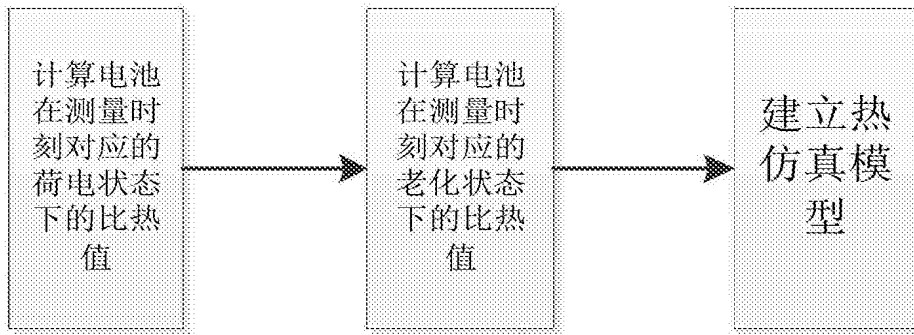 计算电池
在测量时
刻对应的
荷电状态
下的比热
值
计算电池
在测量时
刻对应的
老化状态
下的比热
值
建立热
仿真模
型